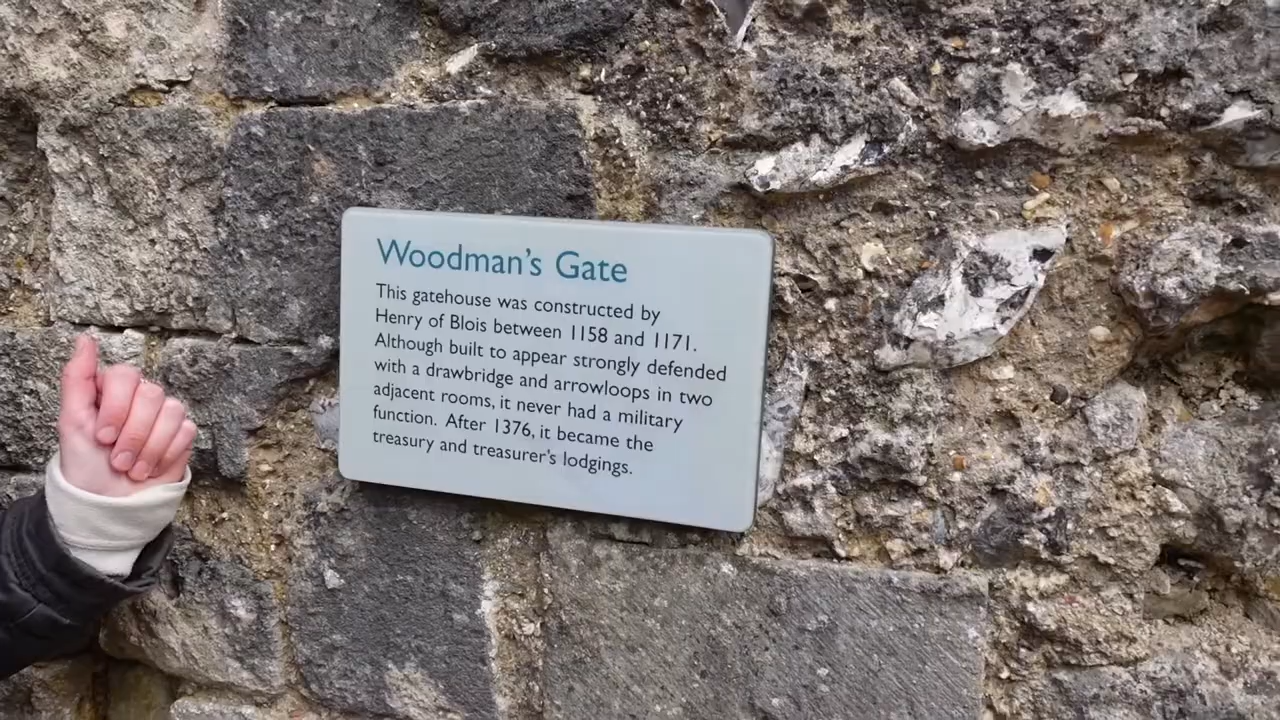 Woodman's Gate
This gatehouse was constructed by
Henry of Blois between 1158 and 1171.
Although built to appear strongly defended
with a drawbridge and arrowloops in two
adjacent rooms, it never had a military
function. After 1376, it became the
treasury and treasurer's lodgings.